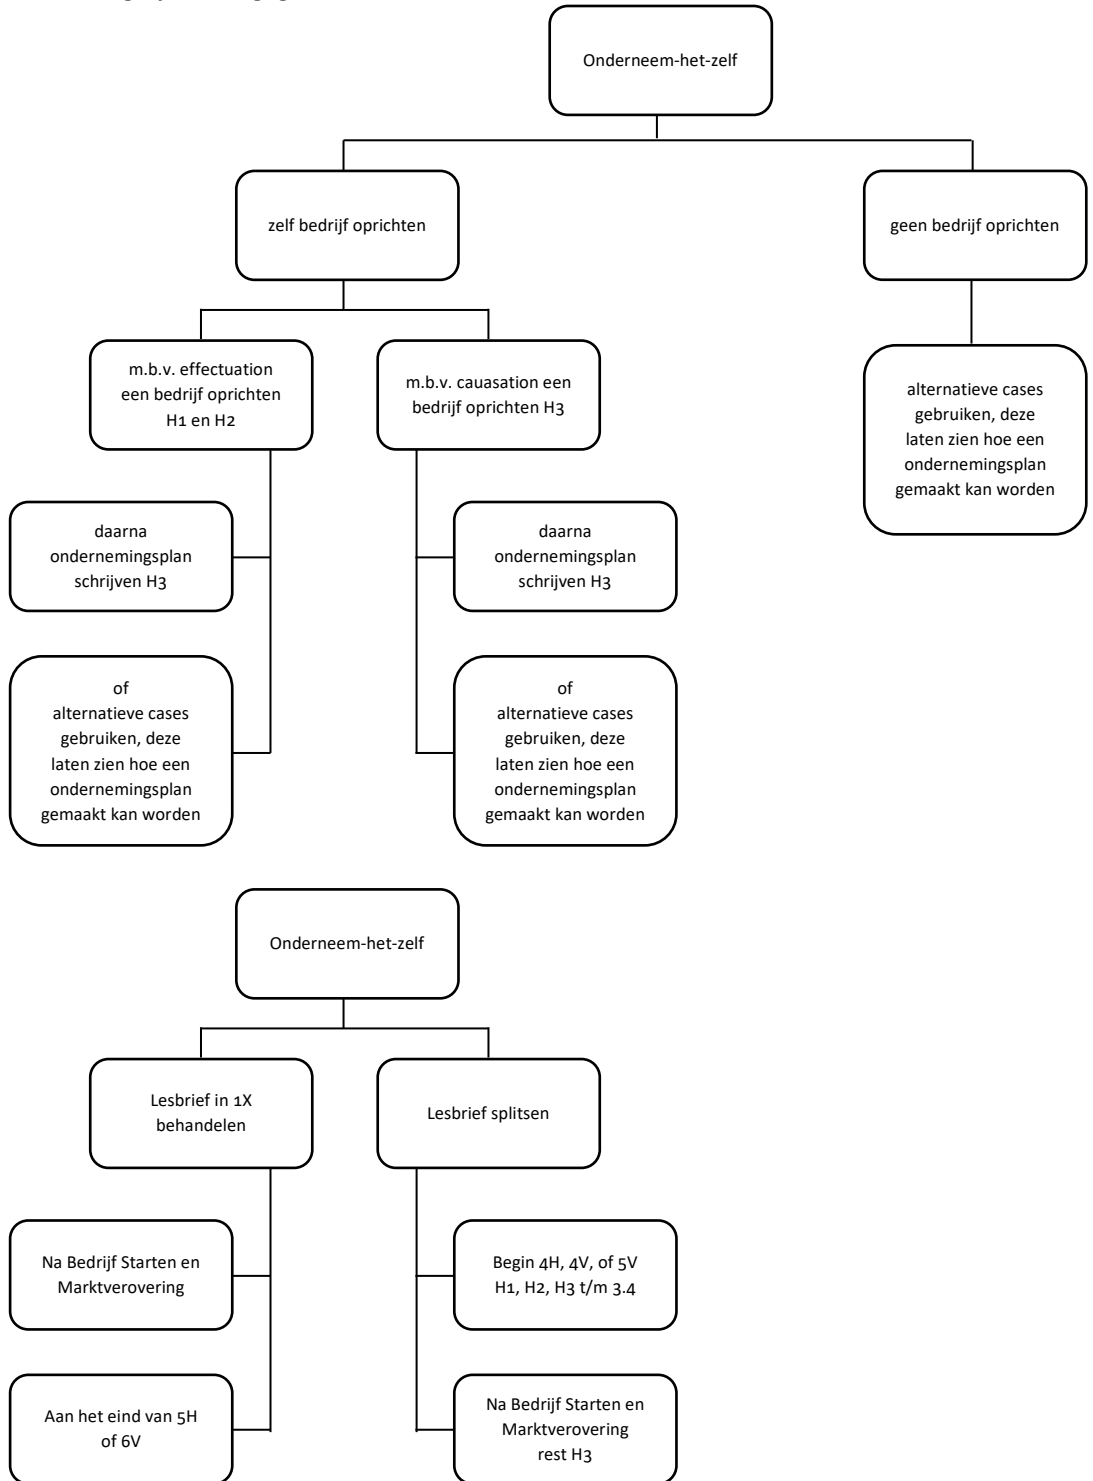 Onderneem-het-zelf
zelf bedrijf oprichten
geen bedrijf oprichten
m.b.v. effectuation
een bedrijf oprichten
H1 en H2
m.b.v. cauasation een
bedrijf oprichten H3
alternatieve cases
gebruiken, deze
laten zien hoe een
ondernemingsplan
gemaakt kan worden
daarna
ondernemingsplan
schrijven H3
daarna
ondernemingsplan
schrijven H3
of
alternatieve cases
gebruiken, deze
laten zien hoe een
ondernemingsplan
gemaakt kan worden
of
alternatieve cases
gebruiken, deze
laten zien hoe een
ondernemingsplan
gemaakt kan worden
Onderneem-het-zelf
Lesbrief in 1X
behandelen
Lesbrief splitsen
Na Bedrijf Starten en
Marktverovering
Begin 4H, 4V, of 5V
H1, H2, H3 t/m 3.4
Aan het eind van 5H
of 6V
Na Bedrijf Starten en
Marktverovering
rest H3